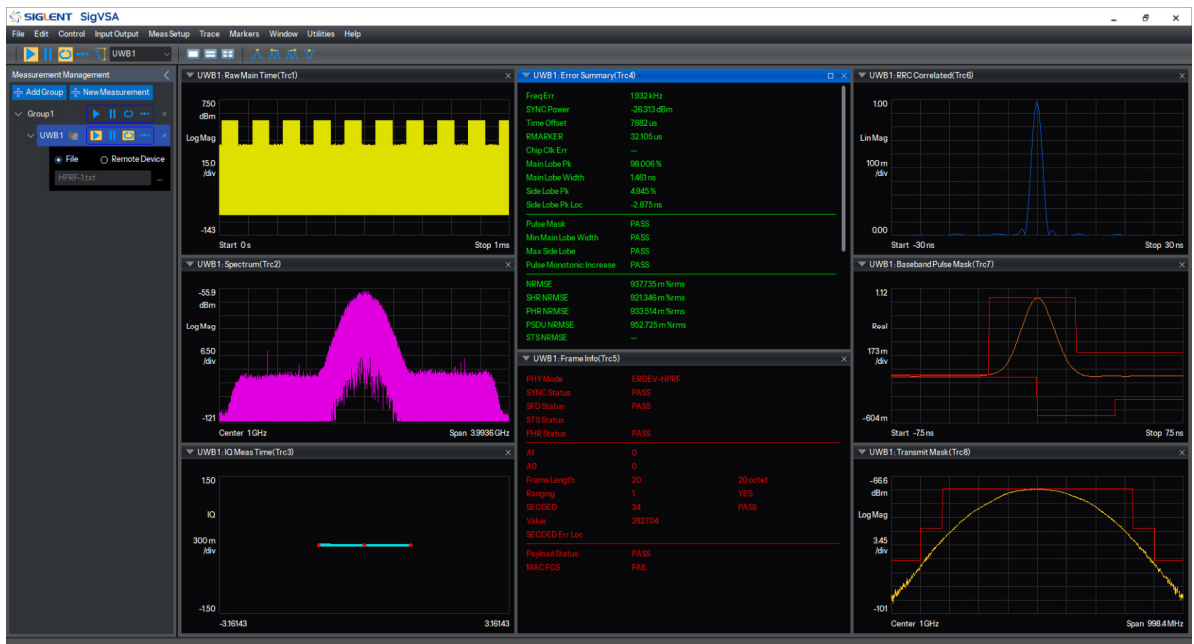 SIGLENT SigVSA
File Edit Control Input Output Meas Setup Trace Markers Window Utilities Help
UWB1
Measurement Management
Add Group New Measurement
Group1
UWB1
File Remote Device
HPRF-1.txt ...
UWB1: Raw Main Time(Trc1)
750
dBm
Log Mag
15.0
/div
-143
Start 0 s Stop 1 ms
UWB1: Spectrum(Trc2)
-55.9
dBm
Log Mag
6.50
/div
-121
Center 1 GHz Span 3.9936 GHz
UWB1: IQ Meas Time(Trc3)
1.50
IQ
300 m
/div
-1.50
-3.16143 3.16143
UWB1: Error Summary(Trc4)
Freq Err 1.932 kHz
SYNC Power -26.313 dBm
Time Offset 7.682 us
RMARKER 32.105 us
Chip Clk Err --
Main Lobe Pk 98.006 %
Main Lobe Width 1.461 ns
Side Lobe Pk 4.945 %
Side Lobe Pk Loc -2.875 ns
Pulse Mask PASS
Min Main Lobe Width PASS
Max Side Lobe PASS
Pulse Monotonic Increase PASS
NRMSE 937.735 m %rms
SHR NRMSE 921.346 m %rms
PHR NRMSE 933.514 m %rms
PSDU NRMSE 952.725 m %rms
STS NRMSE --
UWB1: Frame Info(Trc5)
PHY Mode ERDEV-HPRF
SYNC Status PASS
SFD Status PASS
STS Status
PHR Status PASS
A1 0
A0 0
Frame Length 20 20 octet
Ranging 1 YES
SECDED 34 PASS
Value 282704
SECDED Err Loc
Payload Status PASS
MAC FCS FAIL
UWB1: RRC Correlated(Trc6)
1.00
Lin Mag
100 m
/div
0.00
Start -30 ns Stop 30 ns
UWB1: Baseband Pulse Mask(Trc7)
1.12
Real
173 m
/div
-604 m
Start -7.5 ns Stop 7.5 ns
UWB1: Transmit Mask(Trc8)
-66.6
dBm
Log Mag
3.45
/div
-101
Center 1 GHz Span 998.4 MHz